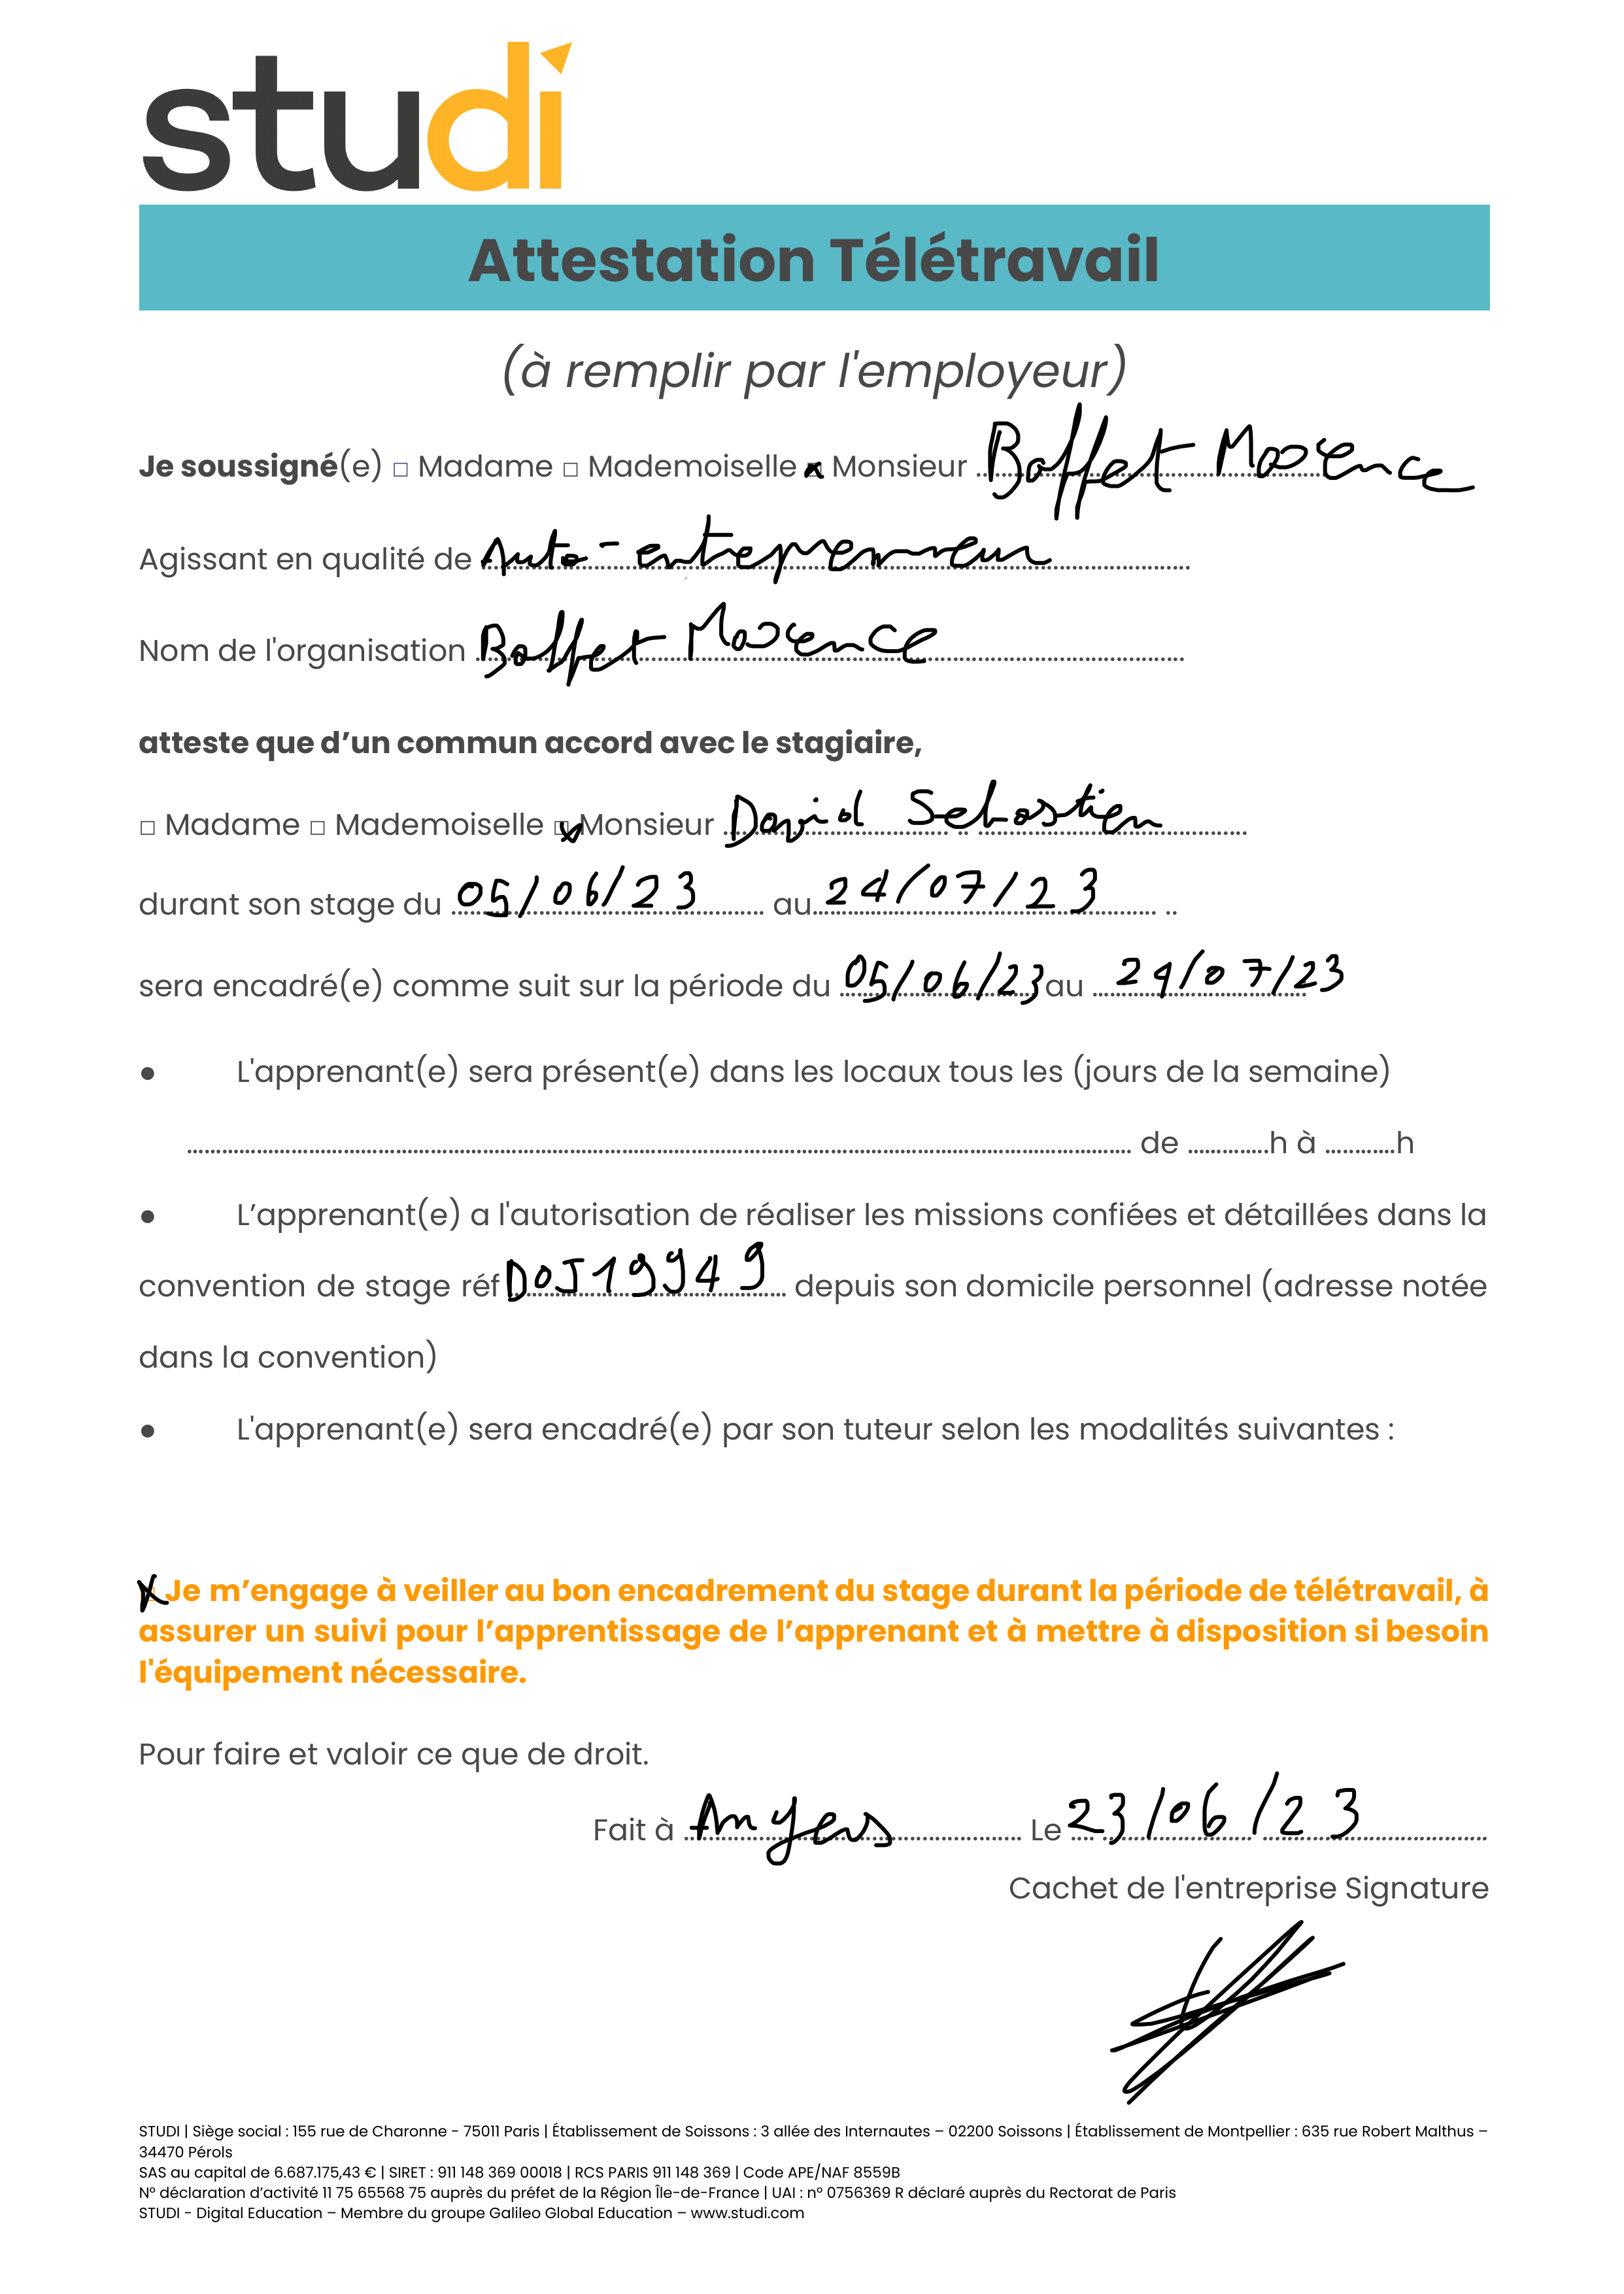 studi
Attestation Télétravail
(à remplir par l'employeur)
Je soussigné(e) □ Madame □ Mademoiselle ☒ Monsieur Boffet Maxence
Agissant en qualité de Auto-entreprenneur
Nom de l'organisation Boffet Maxence
atteste que d’un commun accord avec le stagiaire,
□ Madame □ Mademoiselle ☒ Monsieur David Sebastien
durant son stage du 05/06/23 au 24/07/23
sera encadré(e) comme suit sur la période du 05/06/23 au 24/07/23
● L'apprenant(e) sera présent(e) dans les locaux tous les (jours de la semaine)
........ de ........h à ........h
● L’apprenant(e) a l'autorisation de réaliser les missions confiées et détaillées dans la
convention de stage réf DOJ19949 depuis son domicile personnel (adresse notée
dans la convention)
● L'apprenant(e) sera encadré(e) par son tuteur selon les modalités suivantes :
☒ Je m’engage à veiller au bon encadrement du stage durant la période de télétravail, à
assurer un suivi pour l’apprentissage de l’apprenant et à mettre à disposition si besoin
l'équipement nécessaire.
Pour faire et valoir ce que de droit.
Fait à Angers Le 23/06/23
Cachet de l'entreprise Signature
STUDI | Siège social : 155 rue de Charonne - 75011 Paris | Établissement de Soissons : 3 allée des Internautes – 02200 Soissons | Établissement de Montpellier : 635 rue Robert Malthus –
34470 Pérols
SAS au capital de 6.687.175,43 € | SIRET : 911 148 369 00018 | RCS PARIS 911 148 369 | Code APE/NAF 8559B
N° déclaration d’activité 11 75 65568 75 auprès du préfet de la Région Île-de-France | UAI : n° 0756369 R déclaré auprès du Rectorat de Paris
STUDI - Digital Education – Membre du groupe Galileo Global Education – www.studi.com